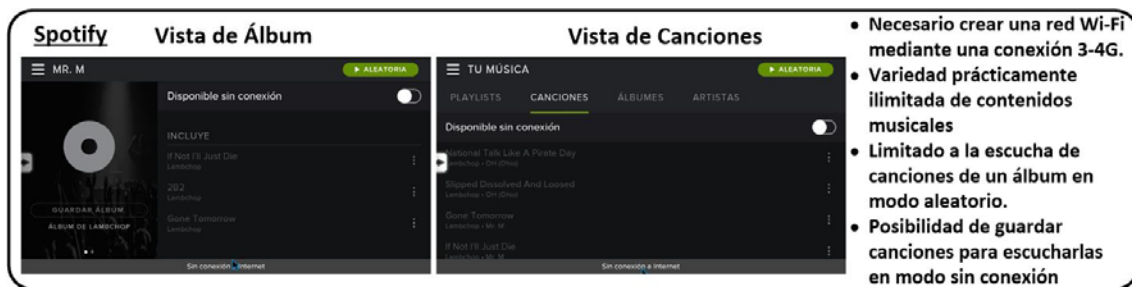 Spotify
Vista de Álbum
Vista de Canciones
MR. M
ALEATORIA
Disponible sin conexión
INCLUYE
If Not I'll Just Die
Lambchop
2B2
Lambchop
Gone Tomorrow
Lambchop
GUARDAR ÁLBUM
ÁLBUM DE LAMBCHOP
Sin conexión a Internet
TU MÚSICA
ALEATORIA
PLAYLISTS CANCIONES ÁLBUMES ARTISTAS
Disponible sin conexión
National Talk Like A Pirate Day
Lambchop • OH (Ohio)
Slipped Dissolved And Loosed
Lambchop • OH (Ohio)
Gone Tomorrow
Lambchop • Mr. M
If Not I'll Just Die
Lambchop • Mr. M
Sin conexión a Internet
• Necesario crear una red Wi-Fi
mediante una conexión 3-4G.
• Variedad prácticamente
ilimitada de contenidos
musicales
• Limitado a la escucha de
canciones de un álbum en
modo aleatorio.
• Posibilidad de guardar
canciones para escucharlas
en modo sin conexión